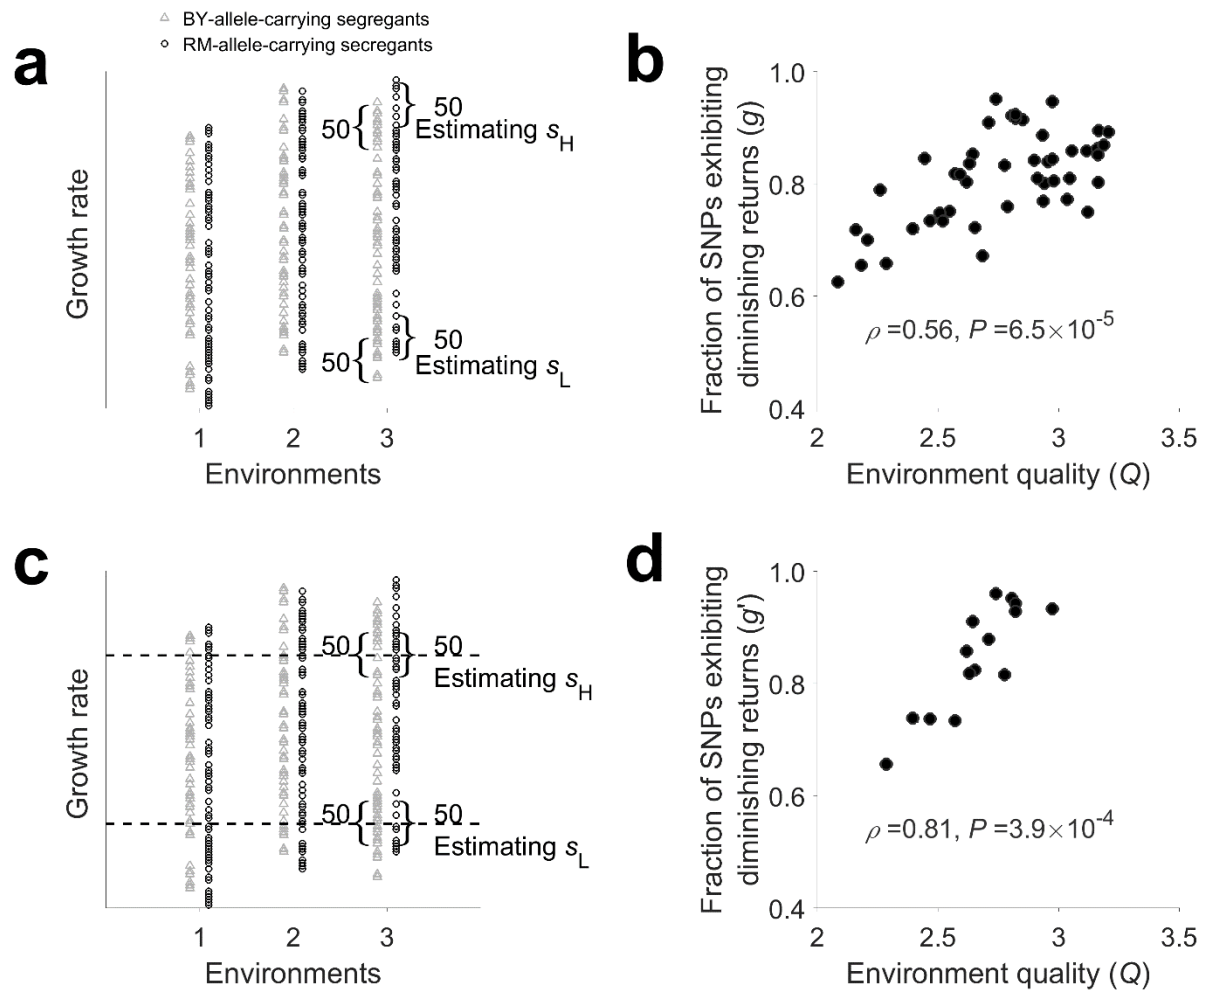 BY-allele-carrying segregants
RM-allele-carrying secregants
a
Growth rate
50
50
Estimating sH
50
50
Estimating sL
1 2 3
Environments
b
Fraction of SNPs exhibiting
diminishing returns (g)
1.0
0.8
0.6
0.4
ρ =0.56, P =6.5×10-5
2 2.5 3 3.5
Environment quality (Q)
c
Growth rate
50
50
Estimating sH
50
50
Estimating sL
1 2 3
Environments
d
Fraction of SNPs exhibiting
diminishing returns (g')
1.0
0.8
0.6
0.4
ρ =0.81, P =3.9×10-4
2 2.5 3 3.5
Environment quality (Q)